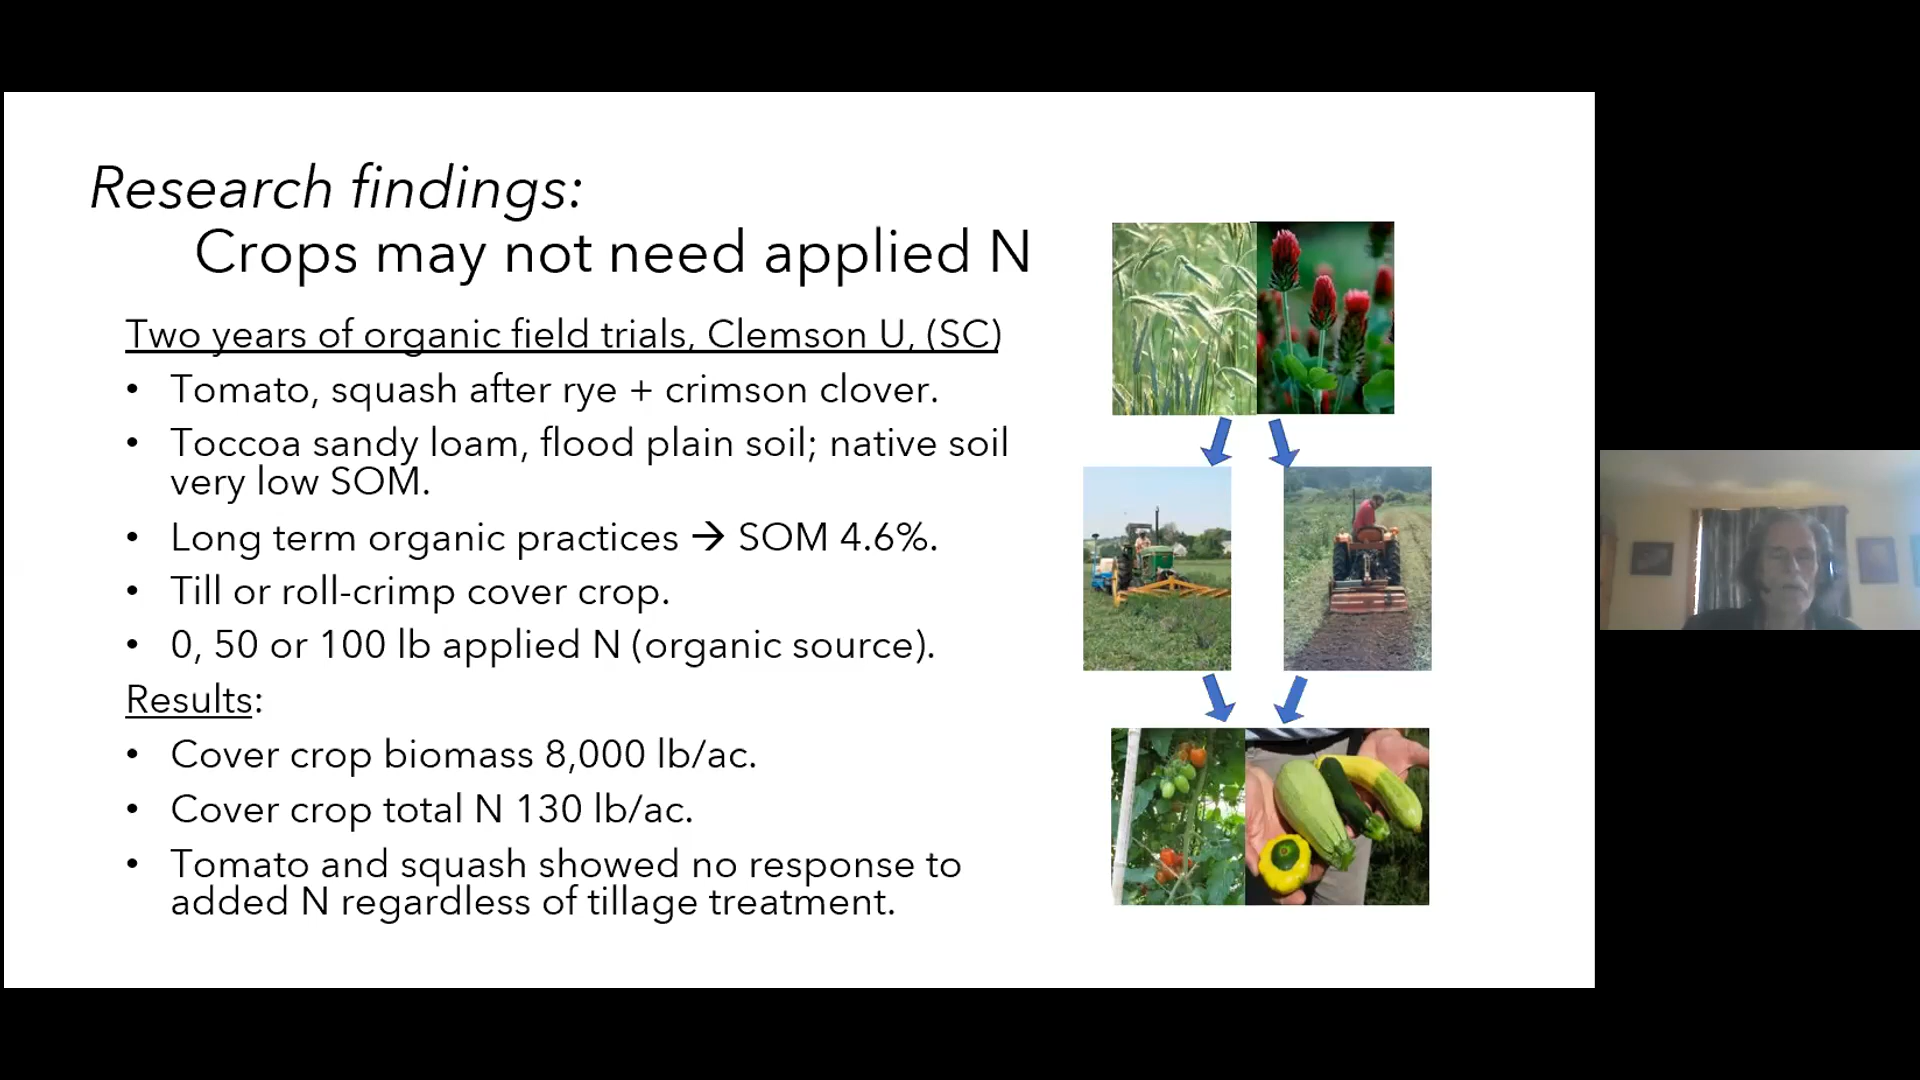 Research findings:
Crops may not need applied N
Two years of organic field trials, Clemson U, (SC)
• Tomato, squash after rye + crimson clover.
• Toccoa sandy loam, flood plain soil; native soil
very low SOM.
• Long term organic practices → SOM 4.6%.
• Till or roll-crimp cover crop.
• 0, 50 or 100 lb applied N (organic source).
Results:
• Cover crop biomass 8,000 lb/ac.
• Cover crop total N 130 lb/ac.
• Tomato and squash showed no response to
added N regardless of tillage treatment.